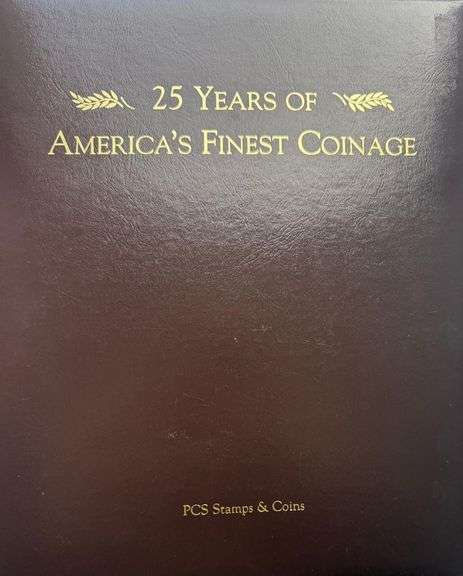 25 Years of
America's Finest Coinage
PCS Stamps & Coins